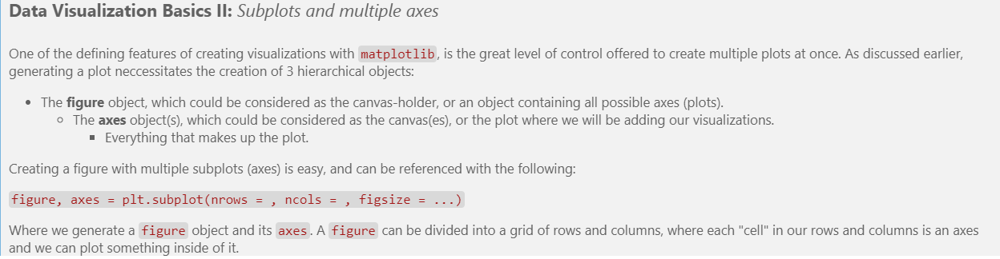 Data Visualization Basics II: Subplots and multiple axes
One of the defining features of creating visualizations with matplotlib, is the great level of control offered to create multiple plots at once. As discussed earlier,
generating a plot neccessitates the creation of 3 hierarchical objects:
• The figure object, which could be considered as the canvas-holder, or an object containing all possible axes (plots).
◦ The axes object(s), which could be considered as the canvas(es), or the plot where we will be adding our visualizations.
▪ Everything that makes up the plot.
Creating a figure with multiple subplots (axes) is easy, and can be referenced with the following:
figure, axes = plt.subplot(nrows = , ncols = , figsize = ...)
Where we generate a figure object and its axes. A figure can be divided into a grid of rows and columns, where each "cell" in our rows and columns is an axes
and we can plot something inside of it.